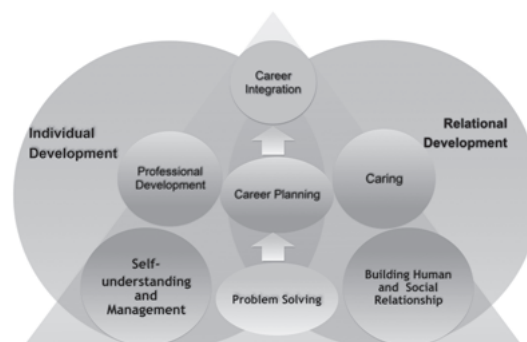 Career
Integration
Individual
Development
Relational
Development
Professional
Development
Career Planning
Caring
Self-
understanding
and
Management
Problem Solving
Building Human
and Social
Relationship